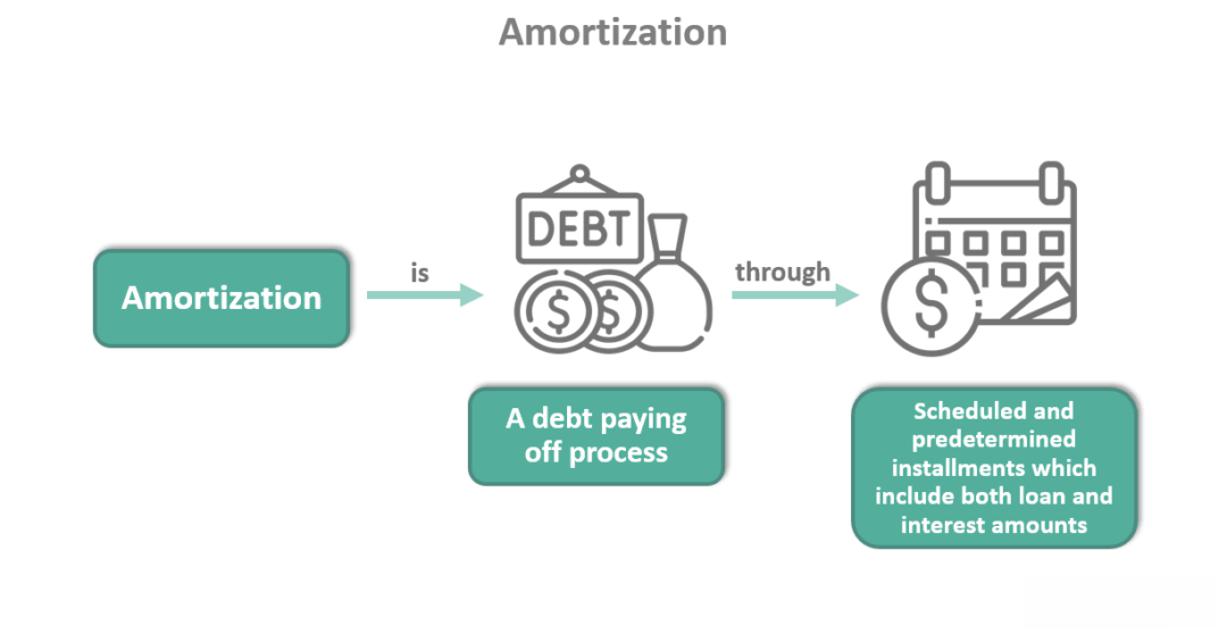 Amortization
Amortization
is
DEBT
$ $
through
$
A debt paying
off process
Scheduled and
predetermined
installments which
include both loan and
interest amounts